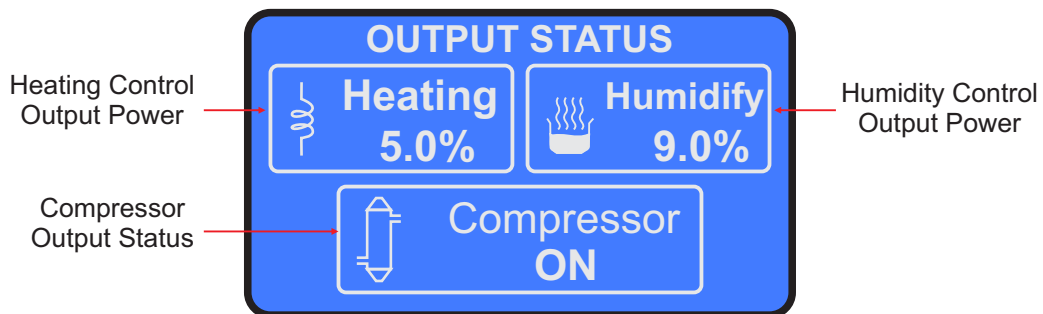 OUTPUT STATUS
Heating Control
Output Power
Heating
5.0%
Humidify
9.0%
Humidity Control
Output Power
Compressor
Output Status
Compressor
ON